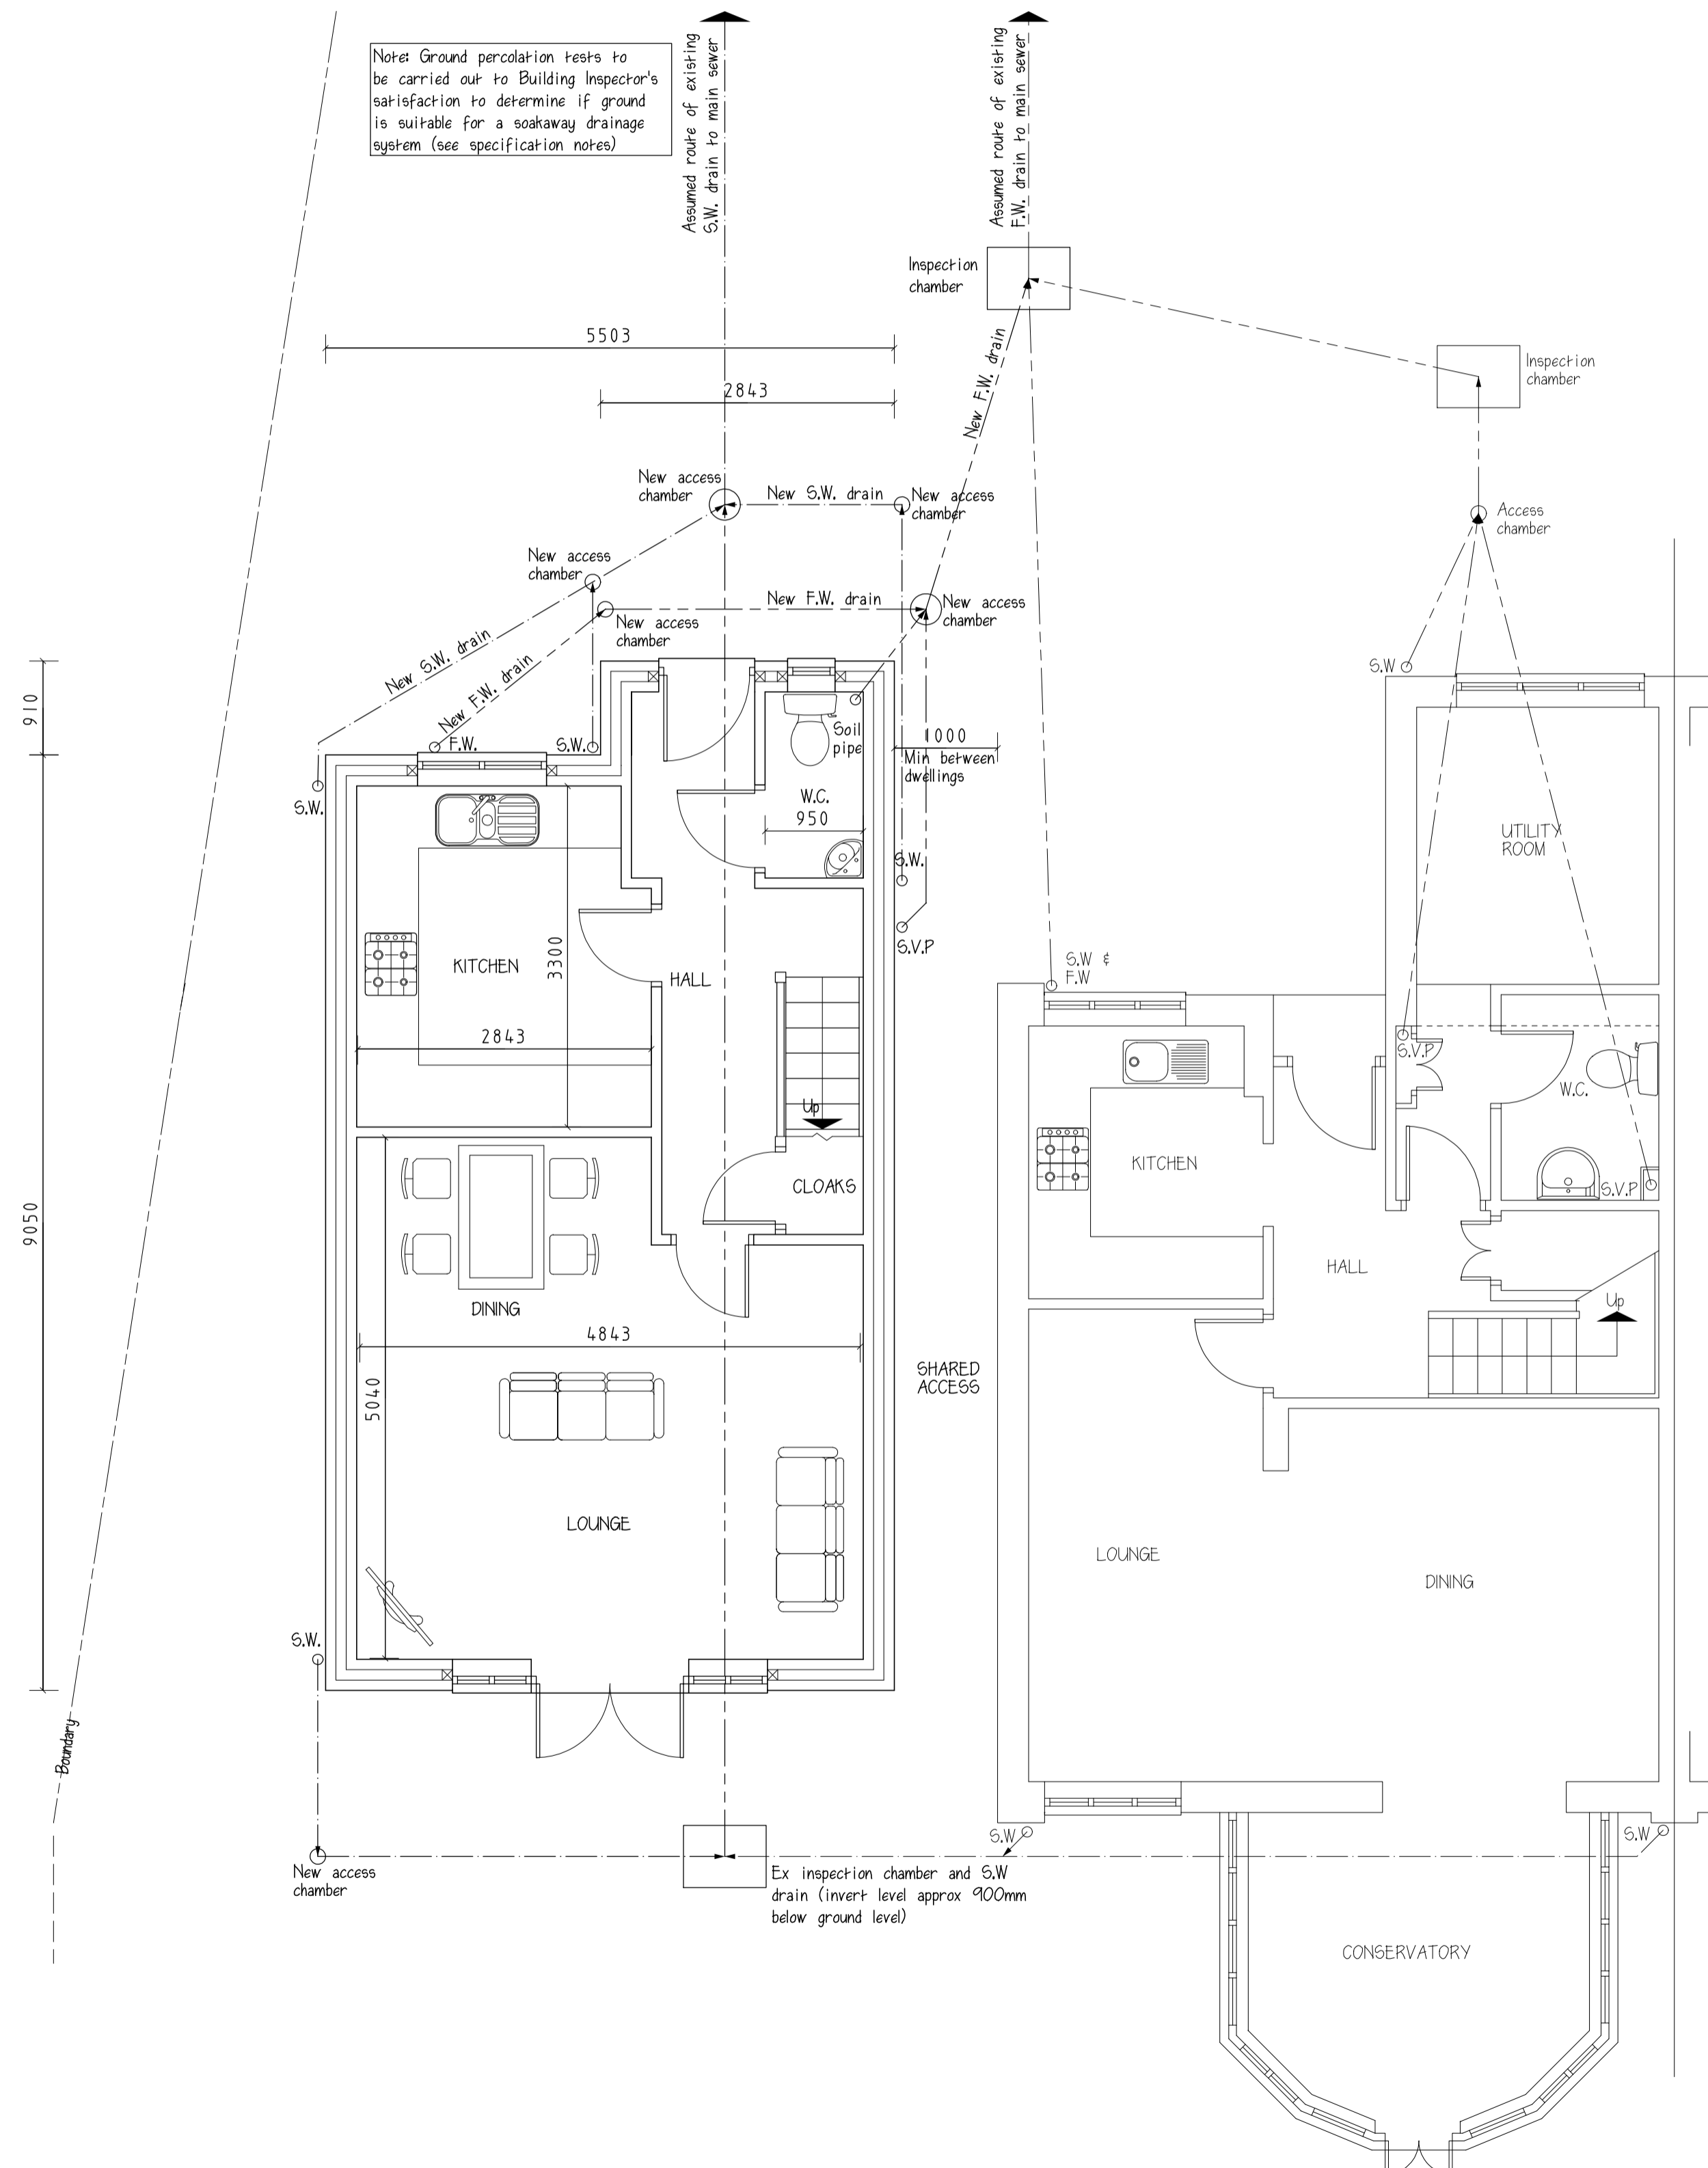 Note: Ground percolation tests to
be carried out to Building Inspector's
satisfaction to determine if ground
is suitable for a soakaway drainage
system (see specification notes)
Assumed route of existing
S.W. drain to main sewer
Assumed route of existing
F.W. drain to main sewer
Inspection
chamber
5503
Inspection
chamber
2843
New F.W. drain
New access
chamber
New S.W. drain
New access
chamber
Access
chamber
New access
chamber
New F.W. drain
New access
chamber
New access
chamber
New S.W. drain
New F.W. drain
S.W
910
F.W.
S.W.
Soil
pipe
1000
Min between
dwellings
S.W.
W.C.
950
UTILITY
ROOM
S.W.
S.V.P
KITCHEN
3300
HALL
S.W &
F.W
2843
S.V.P
W.C.
Up
KITCHEN
CLOAKS
S.V.P
9050
HALL
DINING
Up
4843
5040
SHARED
ACCESS
LOUNGE
LOUNGE
DINING
S.W.
Boundary
S.W
S.W
New access
chamber
Ex inspection chamber and S.W
drain (invert level approx 900mm
below ground level)
CONSERVATORY